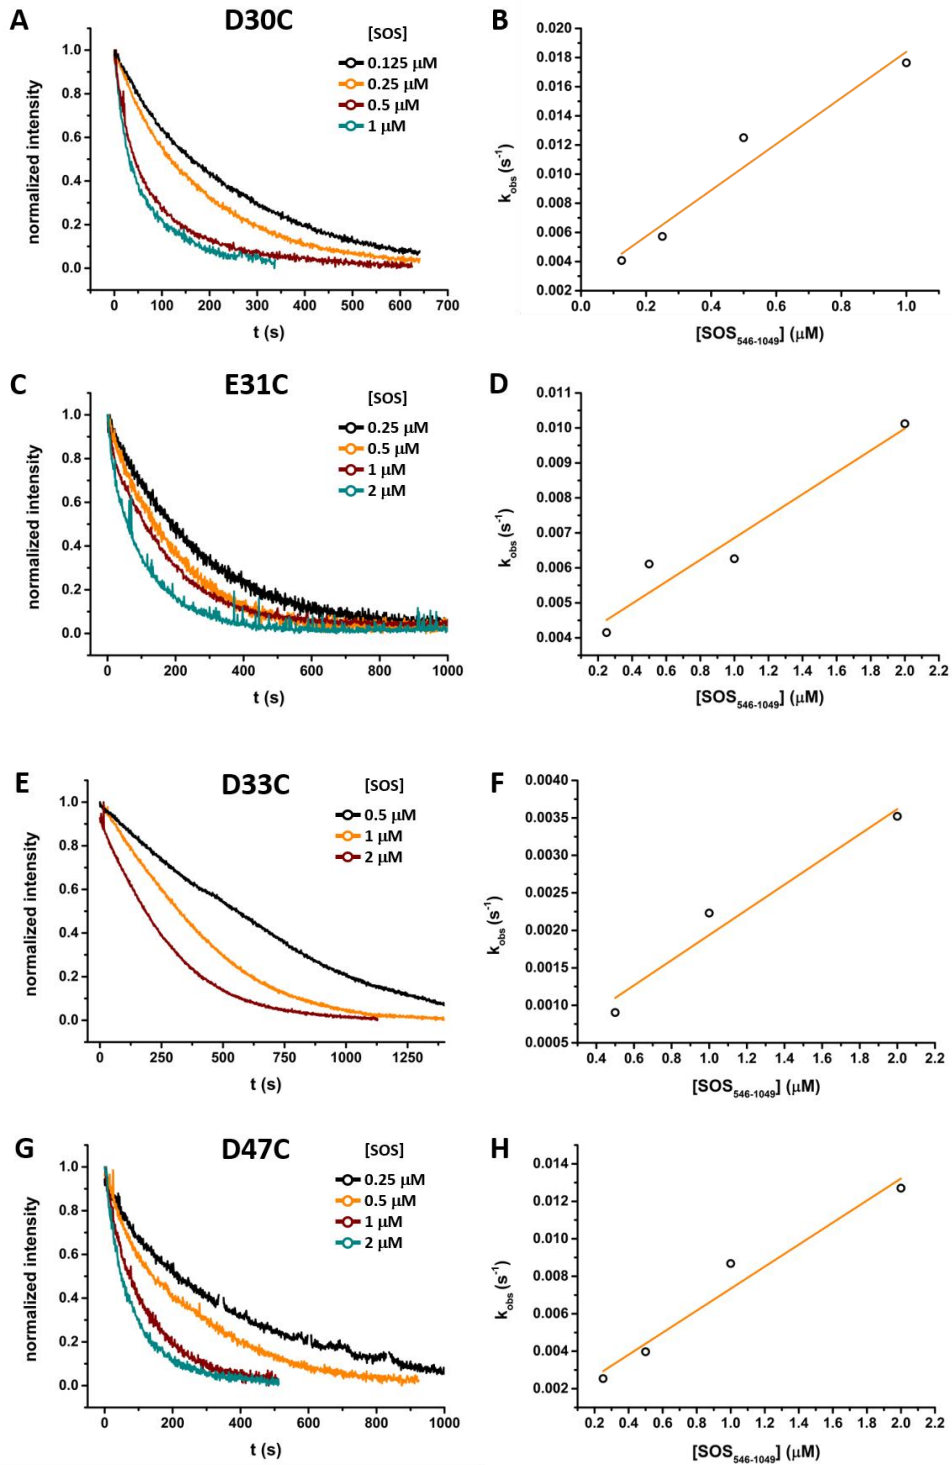 A
D30C
[SOS]
0.125 μM
0.25 μM
0.5 μM
1 μM
1.0
0.8
0.6
0.4
0.2
0.0
normalized intensity
0 100 200 300 400 500 600 700
t (s)
B
0.020
0.018
0.016
0.014
0.012
0.010
0.008
0.006
0.004
0.002
kobs (s-1)
0.0 0.2 0.4 0.6 0.8 1.0
[SOS546-1049] (μM)
C
E31C
[SOS]
0.25 μM
0.5 μM
1 μM
2 μM
1.0
0.8
0.6
0.4
0.2
0.0
normalized intensity
0 200 400 600 800 1000
t (s)
D
0.011
0.010
0.009
0.008
0.007
0.006
0.005
0.004
kobs (s-1)
0.2 0.4 0.6 0.8 1.0 1.2 1.4 1.6 1.8 2.0 2.2
[SOS546-1049] (μM)
E
D33C
[SOS]
0.5 μM
1 μM
2 μM
1.0
0.8
0.6
0.4
0.2
0.0
normalized intensity
0 250 500 750 1000 1250
t (s)
F
0.0040
0.0035
0.0030
0.0025
0.0020
0.0015
0.0010
0.0005
kobs (s-1)
0.4 0.6 0.8 1.0 1.2 1.4 1.6 1.8 2.0 2.2
[SOS546-1049] (μM)
G
D47C
[SOS]
0.25 μM
0.5 μM
1 μM
2 μM
1.0
0.8
0.6
0.4
0.2
0.0
normalized intensity
0 200 400 600 800 1000
t (s)
H
0.014
0.012
0.010
0.008
0.006
0.004
0.002
kobs (s-1)
0.2 0.4 0.6 0.8 1.0 1.2 1.4 1.6 1.8 2.0 2.2
[SOS546-1049] (μM)